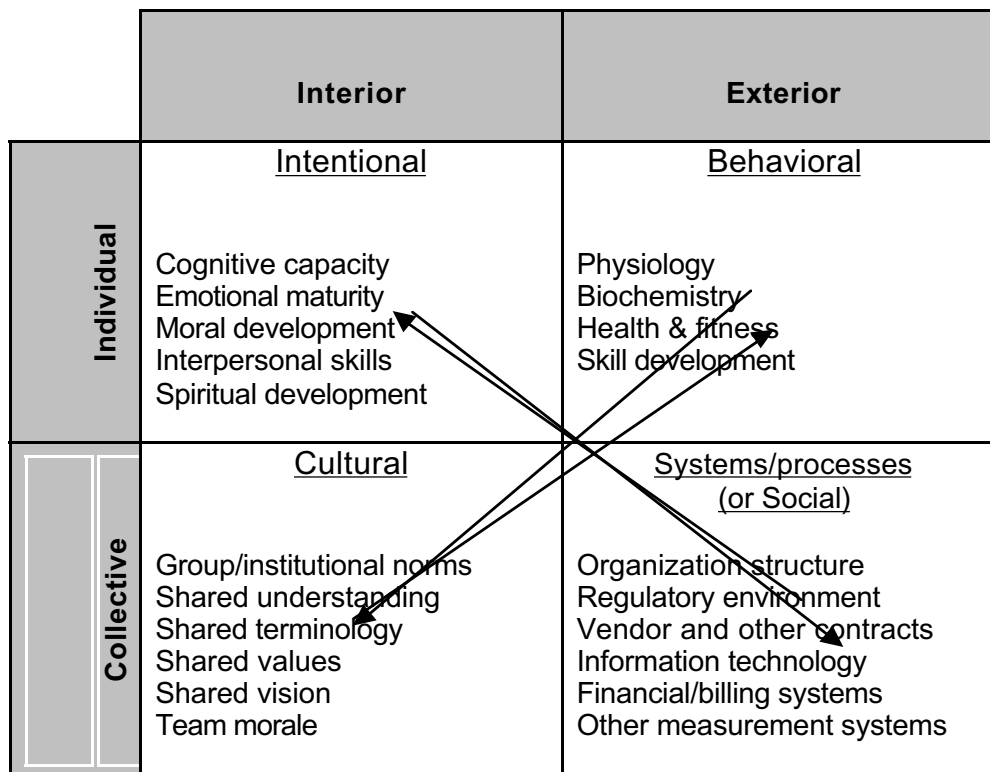 Interior
Exterior
Individual
Intentional
Cognitive capacity
Emotional maturity
Moral development
Interpersonal skills
Spiritual development
Behavioral
Physiology
Biochemistry
Health & fitness
Skill development
Collective
Cultural
Group/institutional norms
Shared understanding
Shared terminology
Shared values
Shared vision
Team morale
Systems/processes
(or Social)
Organization structure
Regulatory environment
Vendor and other contracts
Information technology
Financial/billing systems
Other measurement systems